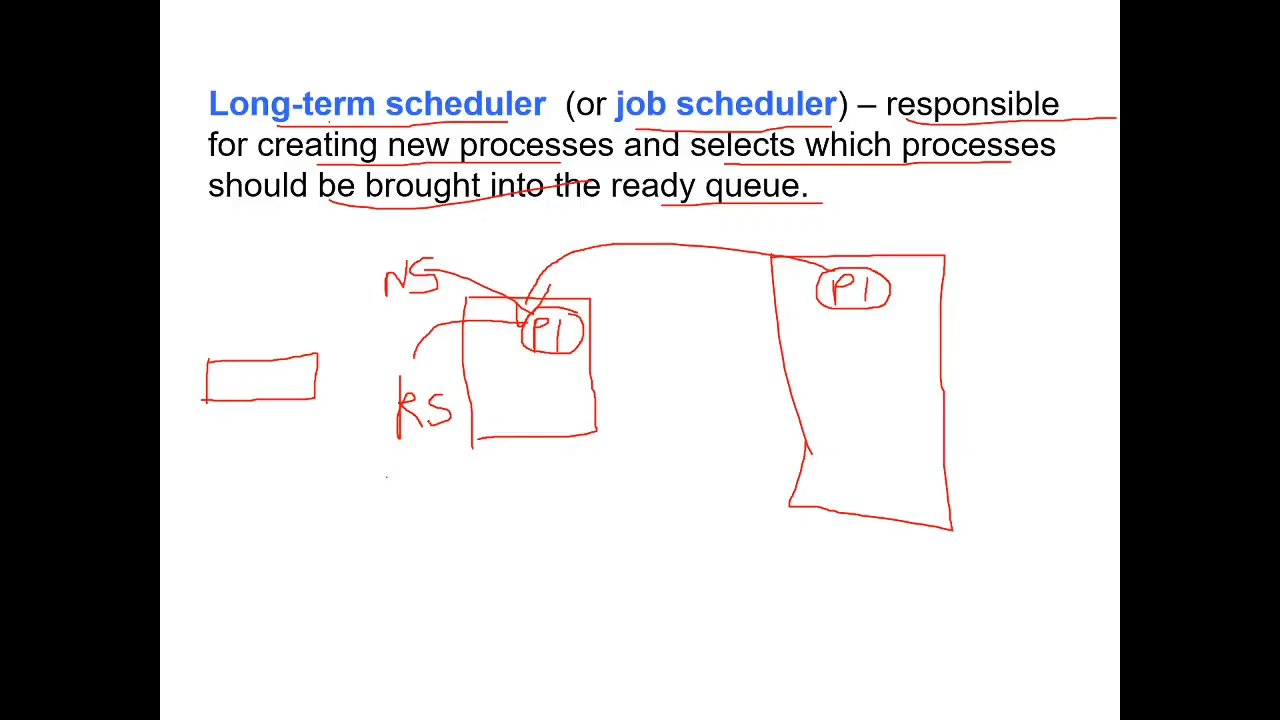 Long-term scheduler (or job scheduler) – responsible
for creating new processes and selects which processes
should be brought into the ready queue.
NS
P1
P1
RS